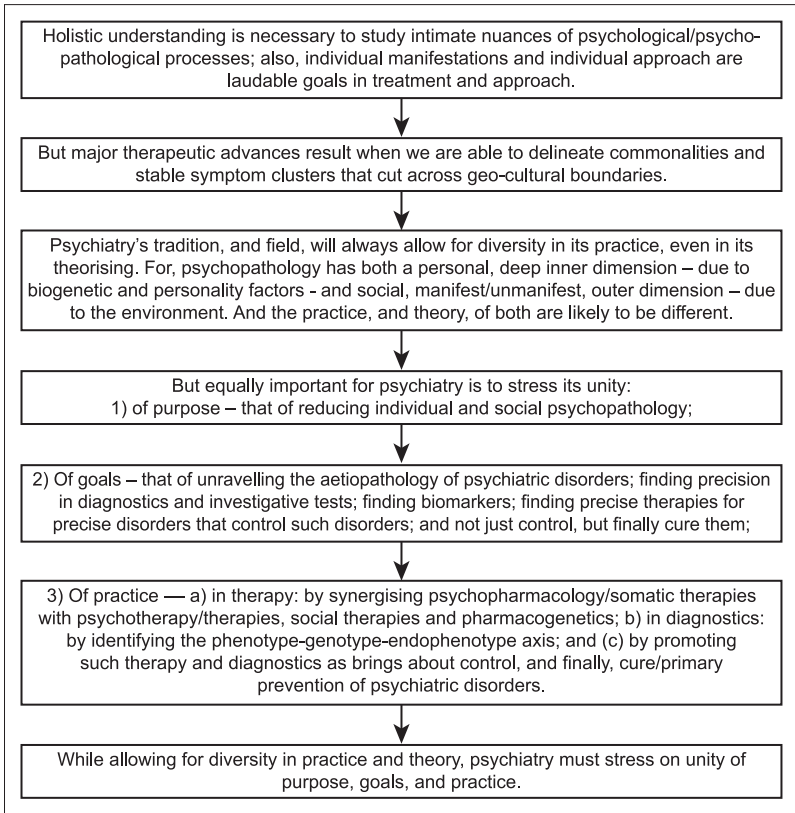 Holistic understanding is necessary to study intimate nuances of psychological/psycho-
pathological processes; also, individual manifestations and individual approach are
laudable goals in treatment and approach.
But major therapeutic advances result when we are able to delineate commonalities and
stable symptom clusters that cut across geo-cultural boundaries.
Psychiatry's tradition, and field, will always allow for diversity in its practice, even in its
theorising. For, psychopathology has both a personal, deep inner dimension – due to
biogenetic and personality factors - and social, manifest/unmanifest, outer dimension – due
to the environment. And the practice, and theory, of both are likely to be different.
But equally important for psychiatry is to stress its unity:
1) of purpose – that of reducing individual and social psychopathology;
2) Of goals – that of unravelling the aetiopathology of psychiatric disorders; finding precision
in diagnostics and investigative tests; finding biomarkers; finding precise therapies for
precise disorders that control such disorders; and not just control, but finally cure them;
3) Of practice –– a) in therapy: by synergising psychopharmacology/somatic therapies
with psychotherapy/therapies, social therapies and pharmacogenetics; b) in diagnostics:
by identifying the phenotype-genotype-endophenotype axis; and (c) by promoting
such therapy and diagnostics as brings about control, and finally, cure/primary
prevention of psychiatric disorders.
While allowing for diversity in practice and theory, psychiatry must stress on unity of
purpose, goals, and practice.